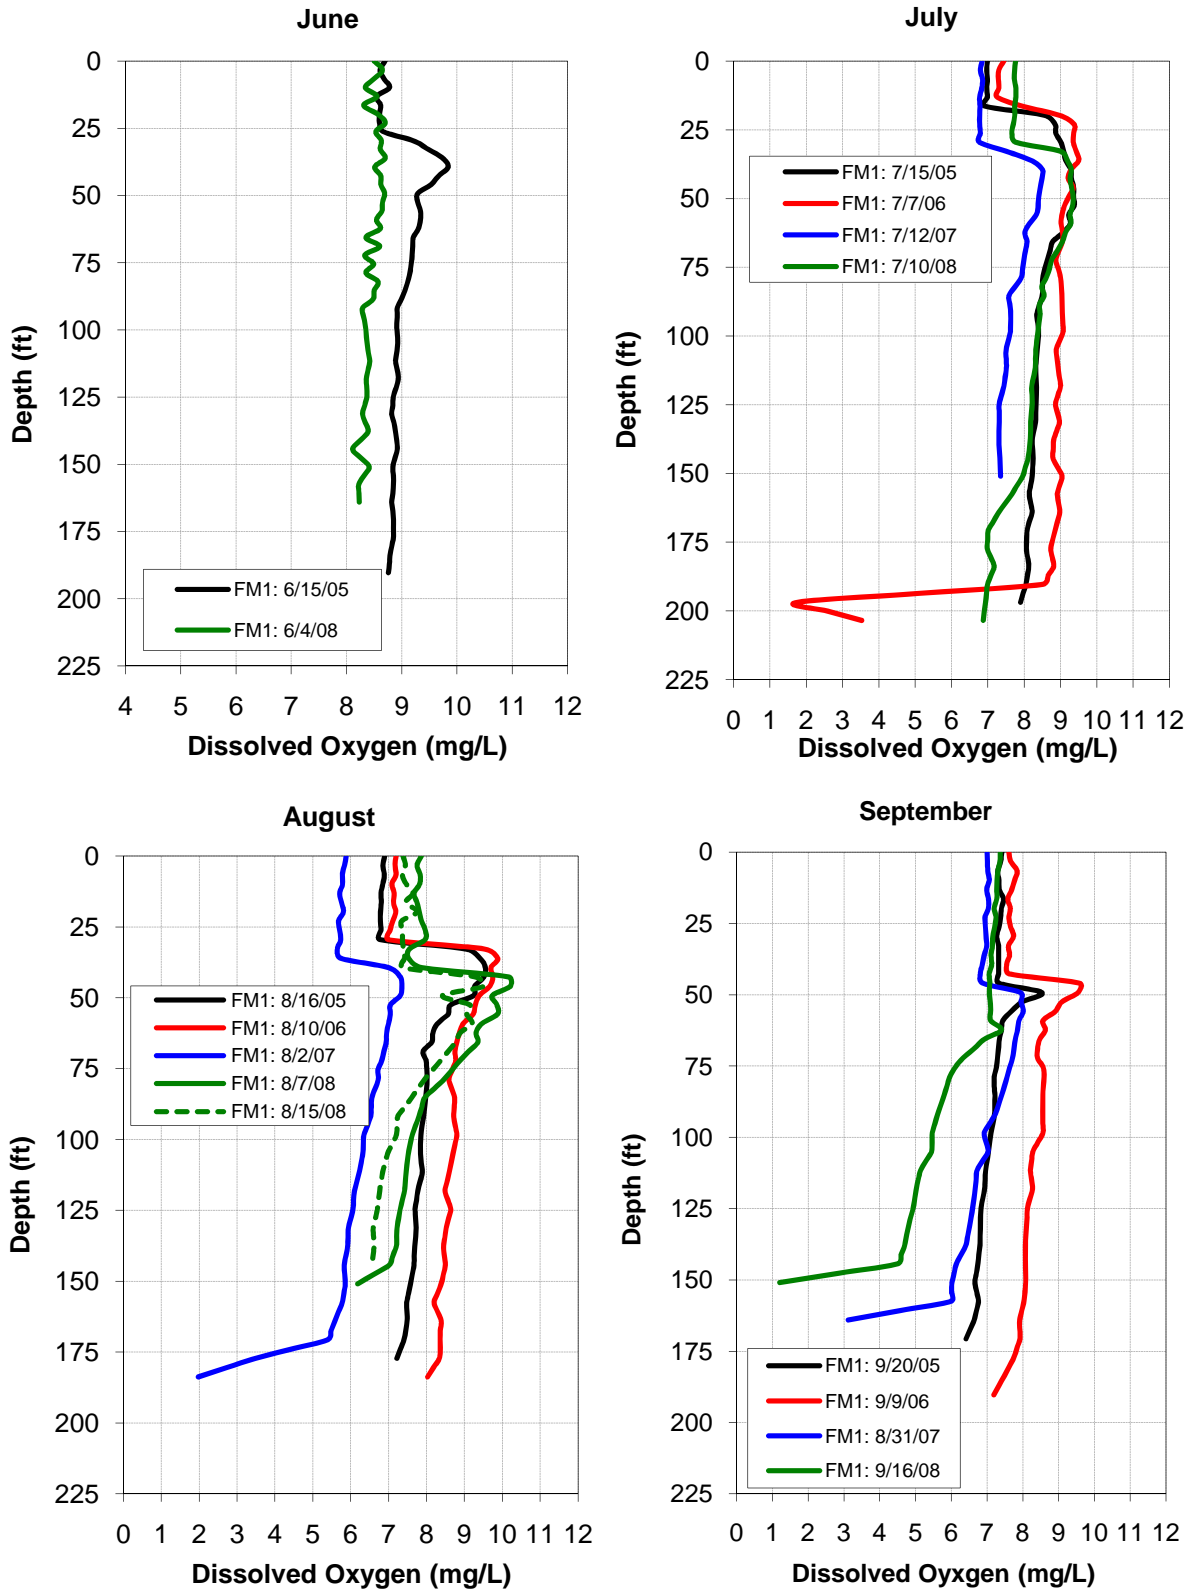 June
0
25
50
75
100
125
150
175
200
225
Depth (ft)
FM1: 6/15/05
FM1: 6/4/08
4 5 6 7 8 9 10 11 12
Dissolved Oxygen (mg/L)
July
0
25
50
75
100
125
150
175
200
225
Depth (ft)
FM1: 7/15/05
FM1: 7/7/06
FM1: 7/12/07
FM1: 7/10/08
0 1 2 3 4 5 6 7 8 9 10 11 12
Dissolved Oxygen (mg/L)
August
0
25
50
75
100
125
150
175
200
225
Depth (ft)
FM1: 8/16/05
FM1: 8/10/06
FM1: 8/2/07
FM1: 8/7/08
FM1: 8/15/08
0 1 2 3 4 5 6 7 8 9 10 11 12
Dissolved Oxygen (mg/L)
September
0
25
50
75
100
125
150
175
200
225
Depth (ft)
FM1: 9/20/05
FM1: 9/9/06
FM1: 8/31/07
FM1: 9/16/08
0 1 2 3 4 5 6 7 8 9 10 11 12
Dissolved Oyxgen (mg/L)